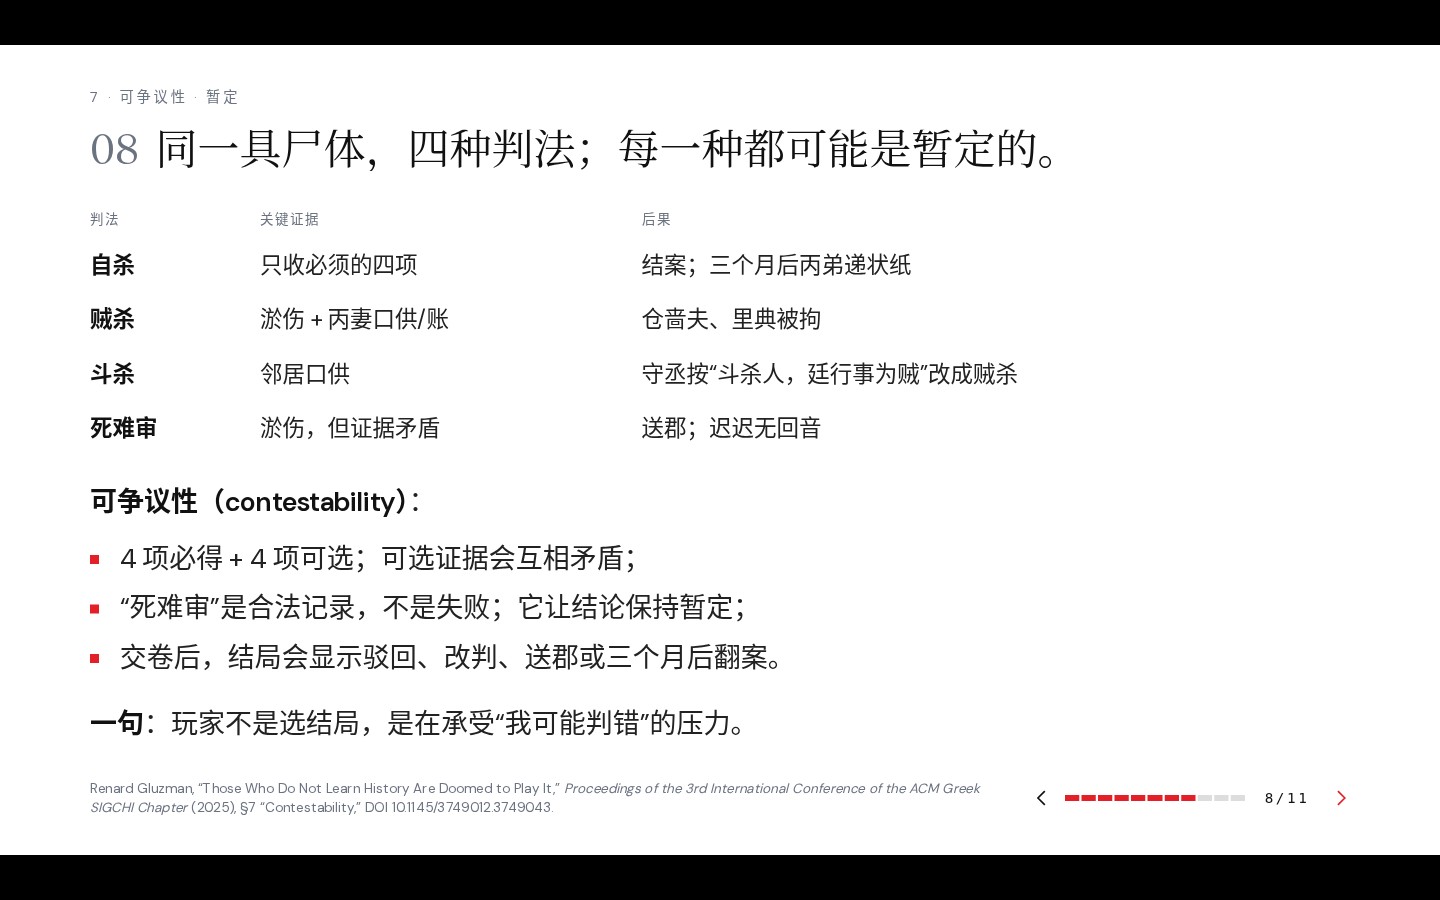 7 · 可争议性 · 暂定
08 同一具尸体，四种判法；每一种都可能是暂定的。
判法 关键证据 后果
自杀 只收必须的四项 结案；三个月后丙弟递状纸
贼杀 淤伤 + 丙妻口供/账 仓啬夫、里典被拘
斗杀 邻居口供 守丞按“斗杀人，廷行事为贼”改成贼杀
死难审 淤伤，但证据矛盾 送郡；迟迟无回音
可争议性（contestability）：
4 项必得 + 4 项可选；可选证据会互相矛盾；
“死难审”是合法记录，不是失败；它让结论保持暂定；
交卷后，结局会显示驳回、改判、送郡或三个月后翻案。
一句：玩家不是选结局，是在承受“我可能判错”的压力。
Renard Gluzman, “Those Who Do Not Learn History Are Doomed to Play It,” Proceedings of the 3rd International Conference of the ACM Greek
SIGCHI Chapter (2025), §7 “Contestability,” DOI 10.1145/3749012.3749043.
8/11